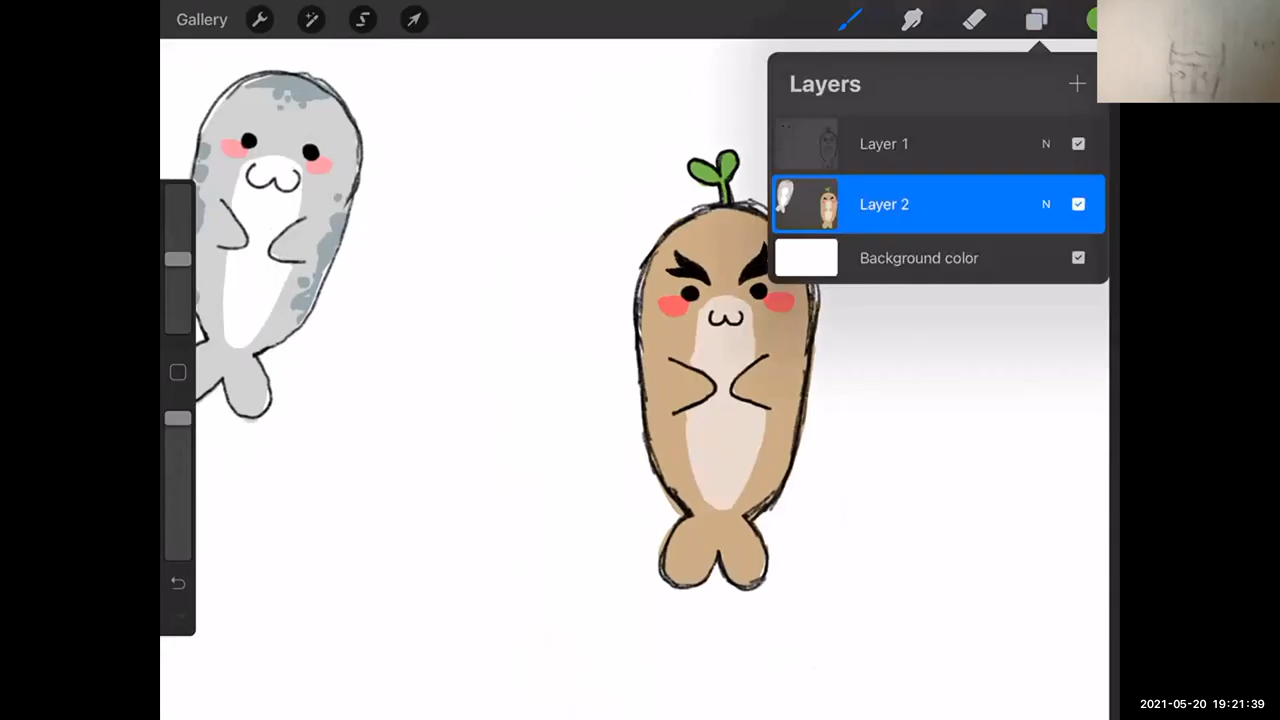 Gallery
Layers
Layer 1 N
Layer 2 N
Background color
2021-05-20 19:21:39